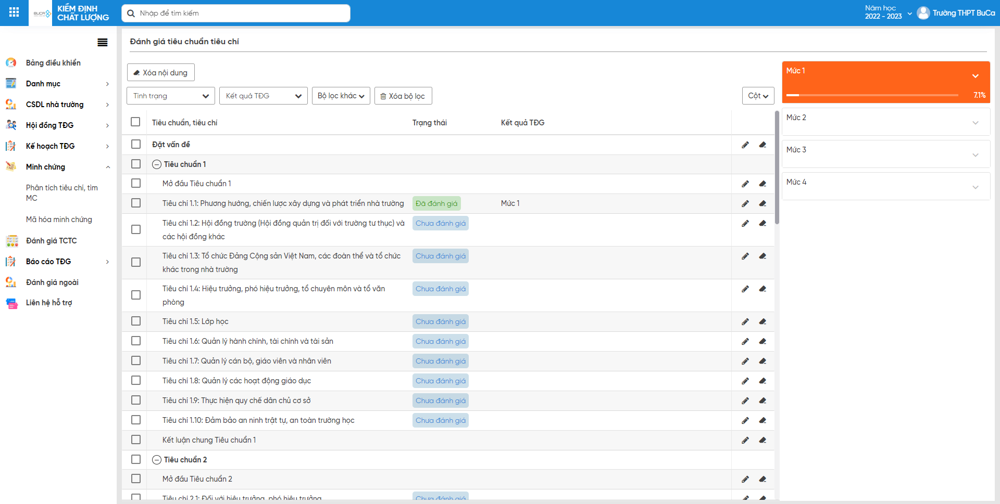 BUCA
KIỂM ĐỊNH
CHẤT LƯỢNG
Nhập để tìm kiếm
Năm học
2022 - 2023
Trường THPT BuCa
Bảng điều khiển
Danh mục
CSDL nhà trường
Hội đồng TĐG
Kế hoạch TĐG
Minh chứng
Phân tích tiêu chí, tìm
MC
Mã hóa minh chứng
Đánh giá TCTC
Báo cáo TĐG
Đánh giá ngoài
Liên hệ hỗ trợ
Đánh giá tiêu chuẩn tiêu chí
Xóa nội dung
Tình trạng
Kết quả TĐG
Bộ lọc khác
Xóa bộ lọc
Cột
Tiêu chuẩn, tiêu chí
Trạng thái
Kết quả TĐG
Đặt vấn đề
Tiêu chuẩn 1
Mở đầu Tiêu chuẩn 1
Tiêu chí 1.1: Phương hướng, chiến lược xây dựng và phát triển nhà trường
Đã đánh giá
Mức 1
Tiêu chí 1.2: Hội đồng trường (Hội đồng quản trị đối với trường tư thục) và
các hội đồng khác
Chưa đánh giá
Tiêu chí 1.3: Tổ chức Đảng Cộng sản Việt Nam, các đoàn thể và tổ chức
khác trong nhà trường
Chưa đánh giá
Tiêu chí 1.4: Hiệu trưởng, phó hiệu trưởng, tổ chuyên môn và tổ văn
phòng
Chưa đánh giá
Tiêu chí 1.5: Lớp học
Chưa đánh giá
Tiêu chí 1.6: Quản lý hành chính, tài chính và tài sản
Chưa đánh giá
Tiêu chí 1.7: Quản lý cán bộ, giáo viên và nhân viên
Chưa đánh giá
Tiêu chí 1.8: Quản lý các hoạt động giáo dục
Chưa đánh giá
Tiêu chí 1.9: Thực hiện quy chế dân chủ cơ sở
Chưa đánh giá
Tiêu chí 1.10: Đảm bảo an ninh trật tự, an toàn trường học
Chưa đánh giá
Kết luận chung Tiêu chuẩn 1
Tiêu chuẩn 2
Mở đầu Tiêu chuẩn 2
Tiêu chí 2.1: Đối với hiệu trưởng, phó hiệu trưởng
Chưa đánh giá
Mức 1
7.1%
Mức 2
Mức 3
Mức 4